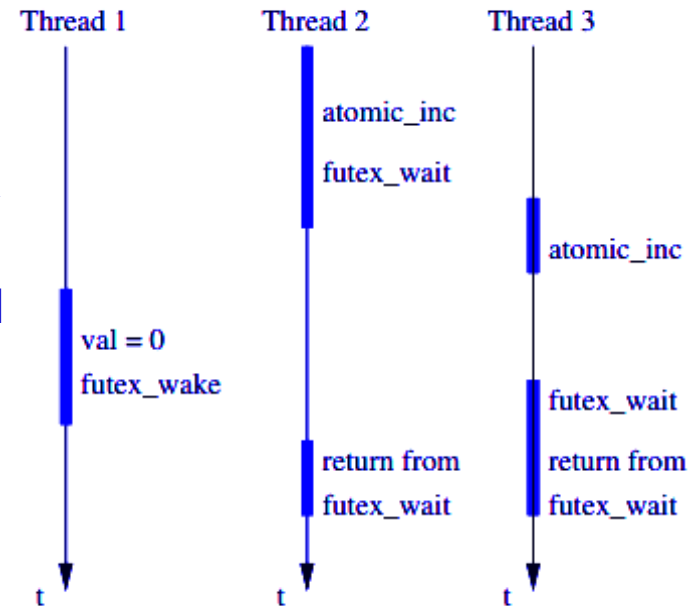 Thread 1
Thread 2
Thread 3
atomic_inc
futex_wait
atomic_inc
val = 0
futex_wake
futex_wait
return from
futex_wait
return from
futex_wait
t
t
t